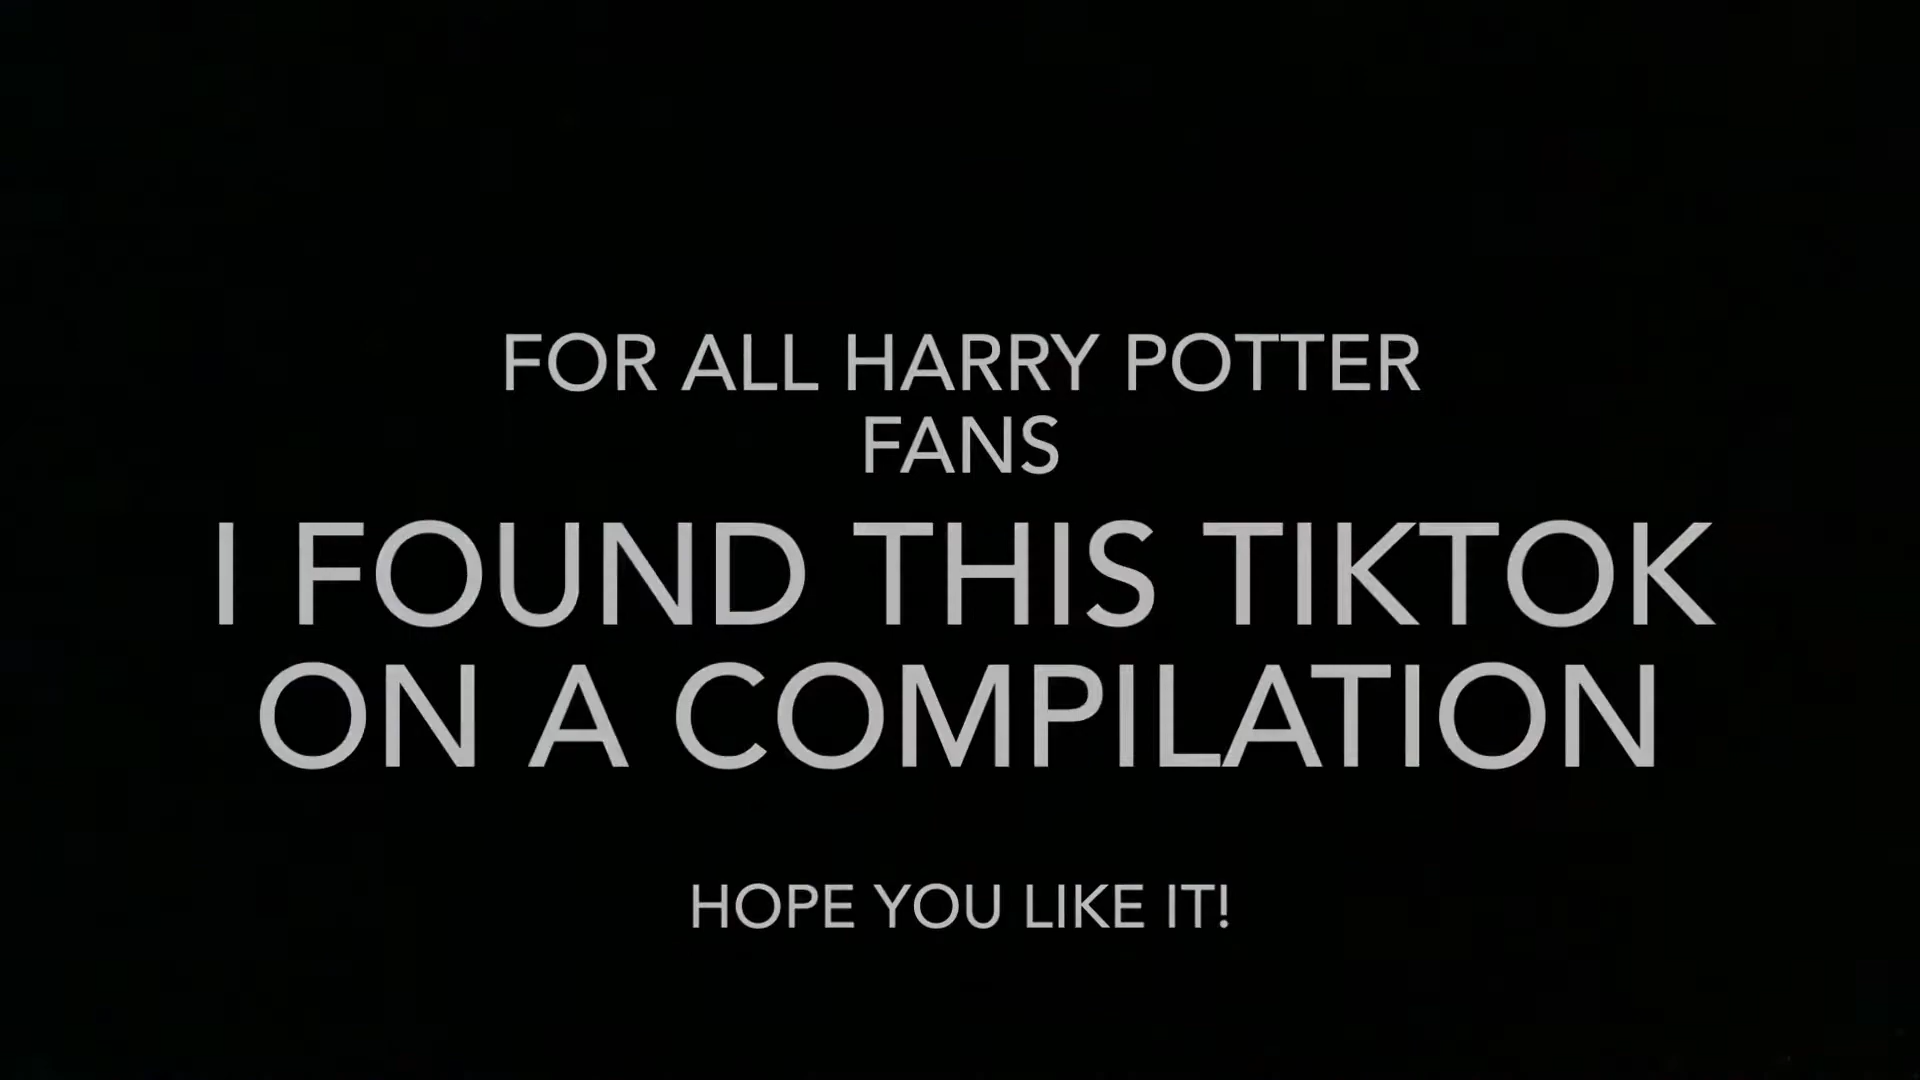 FOR ALL HARRY POTTER
FANS
I FOUND THIS TIKTOK
ON A COMPILATION
HOPE YOU LIKE IT!